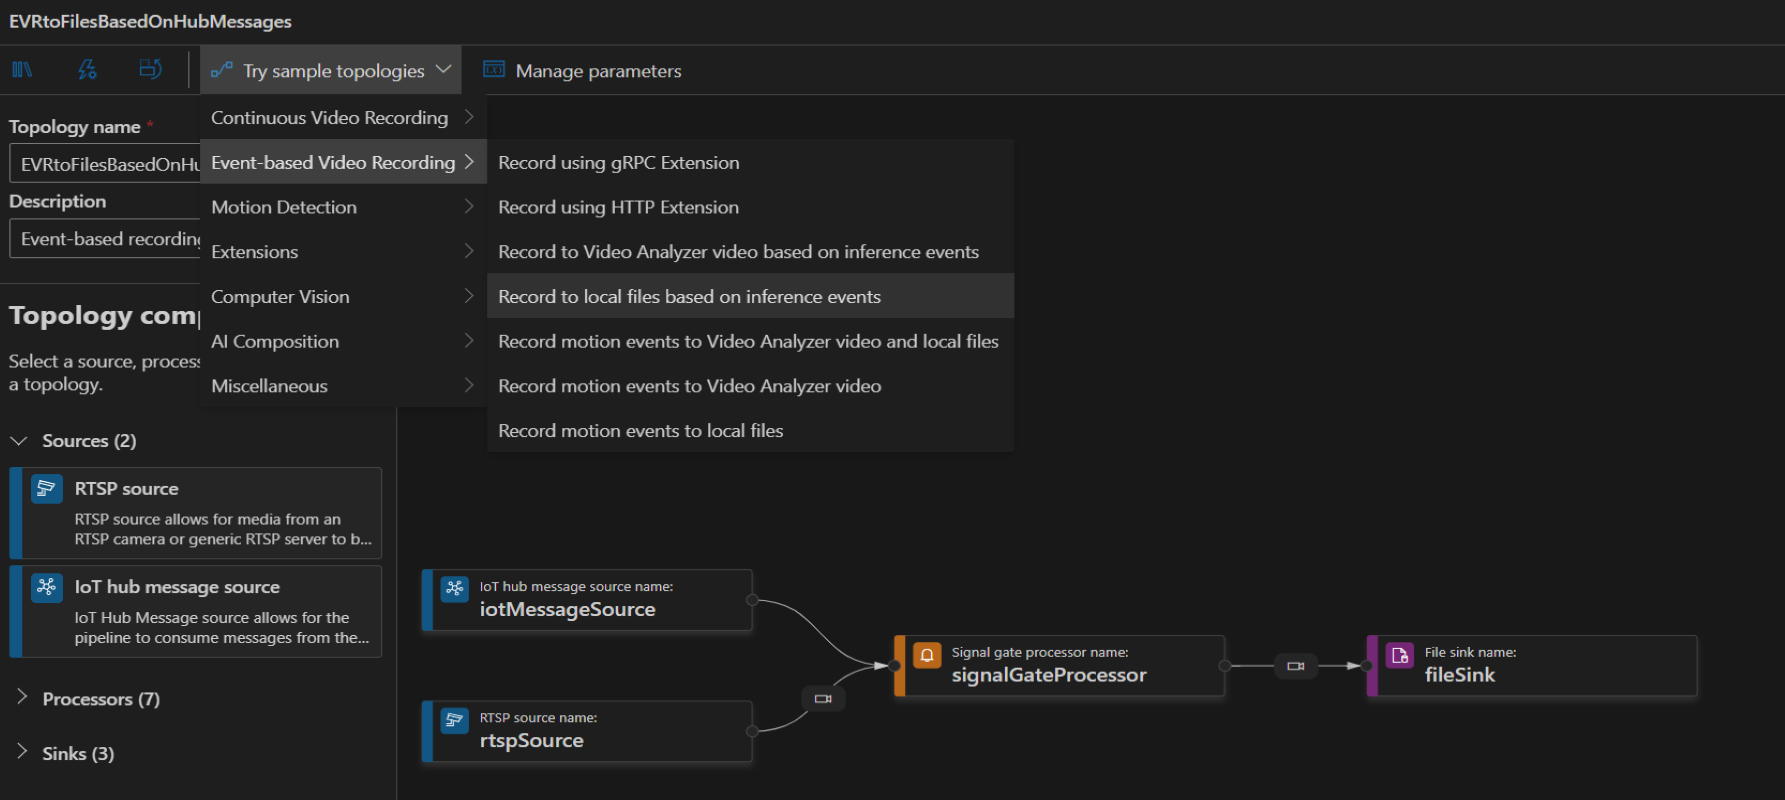 EVRtoFilesBasedOnHubMessages
Try sample topologies
Manage parameters
Topology name *
EVRtoFilesBasedOnHu
Description
Event-based recording
Continuous Video Recording
Event-based Video Recording
Motion Detection
Extensions
Computer Vision
AI Composition
Miscellaneous
Record using gRPC Extension
Record using HTTP Extension
Record to Video Analyzer video based on inference events
Record to local files based on inference events
Record motion events to Video Analyzer video and local files
Record motion events to Video Analyzer video
Record motion events to local files
Topology comp
Select a source, process
a topology.
Sources (2)
RTSP source
RTSP source allows for media from an
RTSP camera or generic RTSP server to b...
IoT hub message source
IoT Hub Message source allows for the
pipeline to consume messages from the...
Processors (7)
Sinks (3)
IoT hub message source name:
iotMessageSource
RTSP source name:
rtspSource
Signal gate processor name:
signalGateProcessor
File sink name:
fileSink